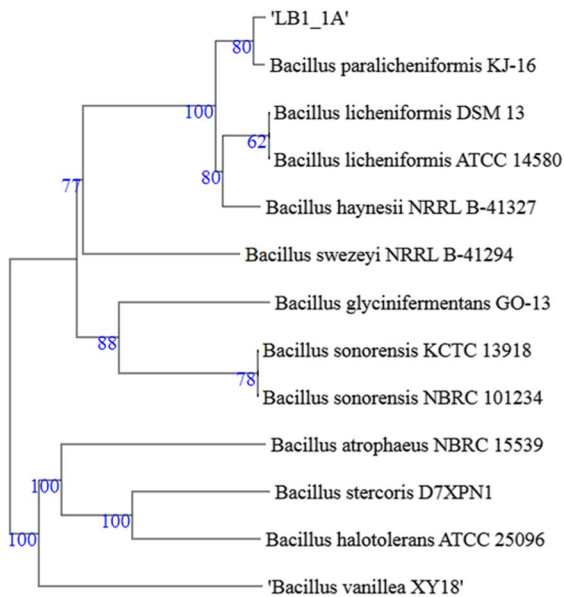 'LB1_1A'
80
Bacillus paralicheniformis KJ-16
100
Bacillus licheniformis DSM 13
62
Bacillus licheniformis ATCC 14580
80
77
Bacillus haynesii NRRL B-41327
Bacillus swezeyi NRRL B-41294
Bacillus glycinifermentans GO-13
88
Bacillus sonorensis KCTC 13918
78
Bacillus sonorensis NBRC 101234
Bacillus atrophaeus NBRC 15539
100
Bacillus stercoris D7XPN1
100
100
Bacillus halotolerans ATCC 25096
'Bacillus vanillea XY18'